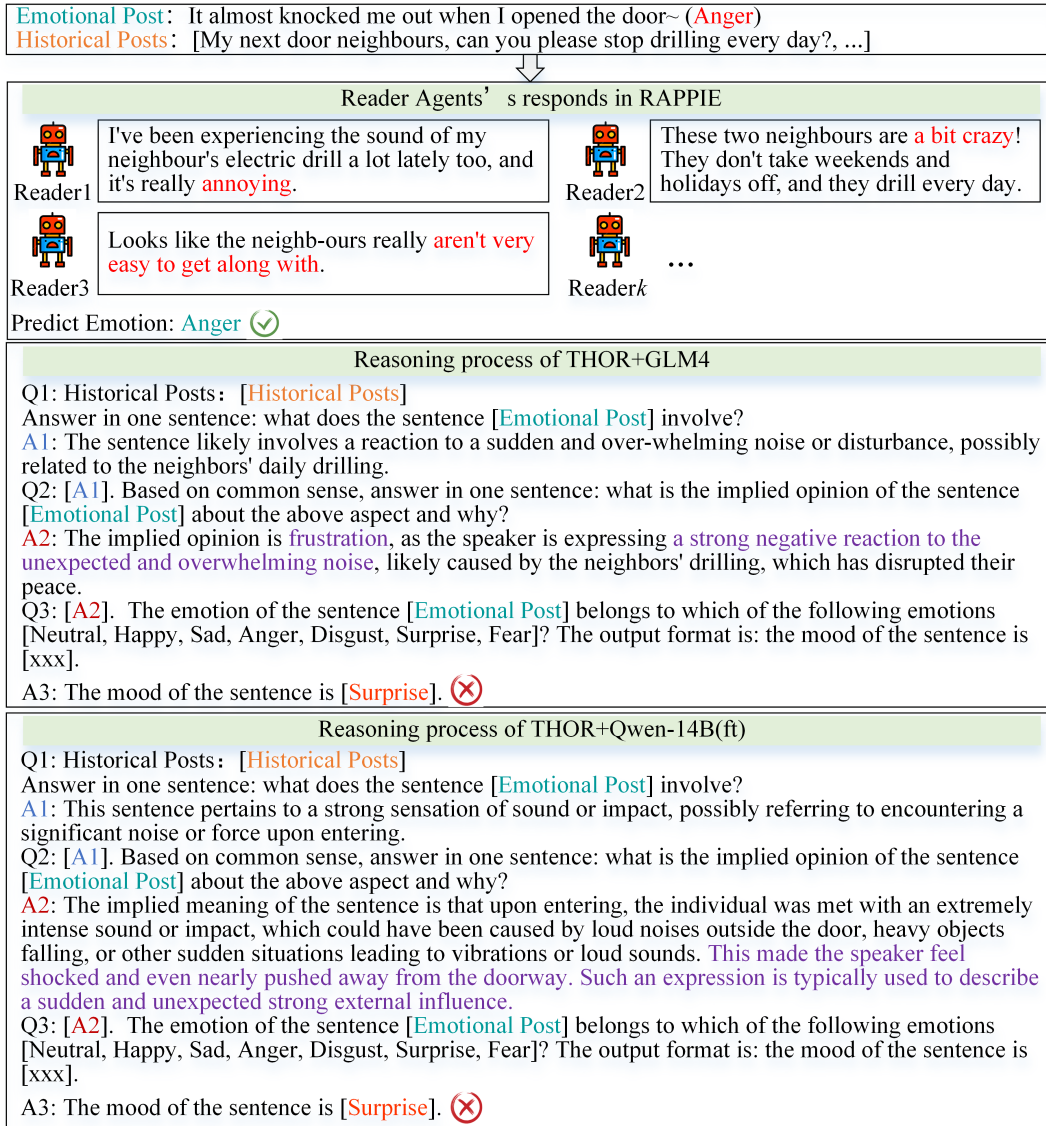 Emotional Post： It almost knocked me out when I opened the door~ (Anger)
Historical Posts： [My next door neighbours, can you please stop drilling every day?, ...]
Reader Agents’s responds in RAPPIE
I've been experiencing the sound of my
neighbour's electric drill a lot lately too, and
it's really annoying.
Reader1
These two neighbours are a bit crazy!
They don't take weekends and
holidays off, and they drill every day.
Reader2
Looks like the neighb-ours really aren't very
easy to get along with.
Reader3
...
Readerk
Predict Emotion: Anger
Reasoning process of THOR+GLM4
Q1: Historical Posts： [Historical Posts]
Answer in one sentence: what does the sentence [Emotional Post] involve?
A1: The sentence likely involves a reaction to a sudden and over-whelming noise or disturbance, possibly
related to the neighbors' daily drilling.
Q2: [A1]. Based on common sense, answer in one sentence: what is the implied opinion of the sentence
[Emotional Post] about the above aspect and why?
A2: The implied opinion is frustration, as the speaker is expressing a strong negative reaction to the
unexpected and overwhelming noise, likely caused by the neighbors' drilling, which has disrupted their
peace.
Q3: [A2]. The emotion of the sentence [Emotional Post] belongs to which of the following emotions
[Neutral, Happy, Sad, Anger, Disgust, Surprise, Fear]? The output format is: the mood of the sentence is
[xxx].
A3: The mood of the sentence is [Surprise].
Reasoning process of THOR+Qwen-14B(ft)
Q1: Historical Posts： [Historical Posts]
Answer in one sentence: what does the sentence [Emotional Post] involve?
A1: This sentence pertains to a strong sensation of sound or impact, possibly referring to encountering a
significant noise or force upon entering.
Q2: [A1]. Based on common sense, answer in one sentence: what is the implied opinion of the sentence
[Emotional Post] about the above aspect and why?
A2: The implied meaning of the sentence is that upon entering, the individual was met with an extremely
intense sound or impact, which could have been caused by loud noises outside the door, heavy objects
falling, or other sudden situations leading to vibrations or loud sounds. This made the speaker feel
shocked and even nearly pushed away from the doorway. Such an expression is typically used to describe
a sudden and unexpected strong external influence.
Q3: [A2]. The emotion of the sentence [Emotional Post] belongs to which of the following emotions
[Neutral, Happy, Sad, Anger, Disgust, Surprise, Fear]? The output format is: the mood of the sentence is
[xxx].
A3: The mood of the sentence is [Surprise].